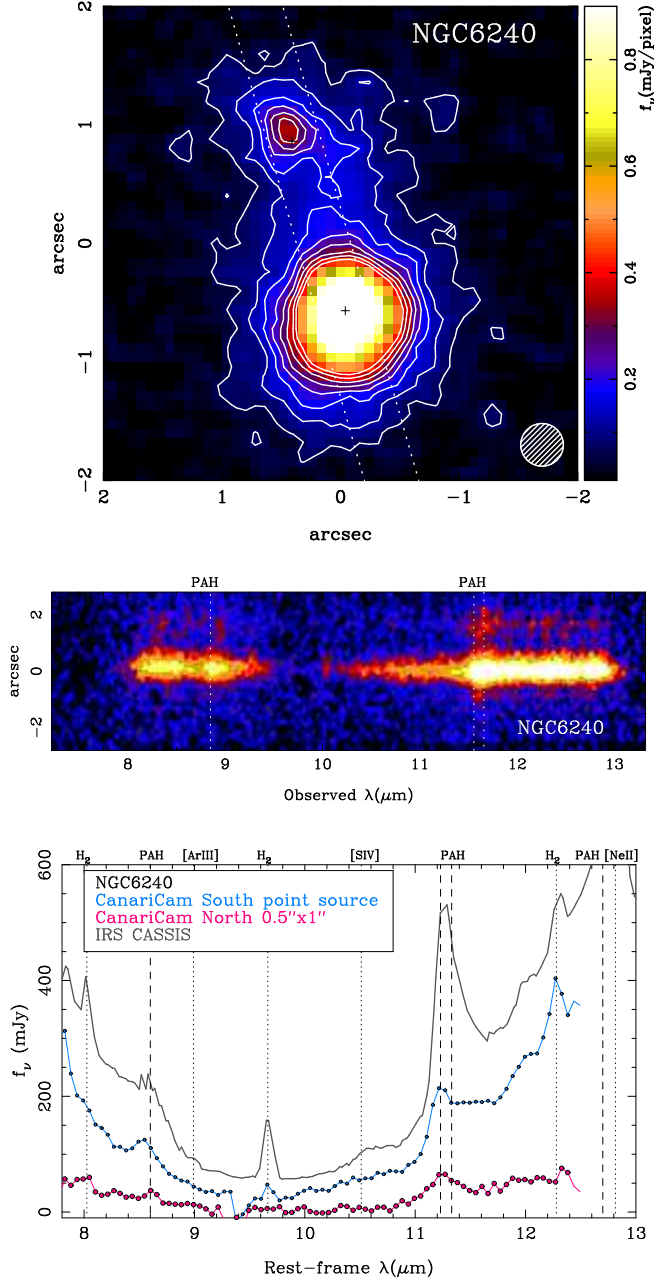 NGC6240
2
1
0
-1
-2
arcsec
2
1
0
-1
-2
arcsec
0.8
0.6
0.4
0.2
fν(mJy/pixel)
PAH
PAH
2
0
-2
arcsec
NGC6240
8
9
10
11
12
13
Observed λ(μm)
H2
PAH
[ArIII]
H2
[SIV]
PAH
H2
PAH
[NeII]
600
400
200
0
fν (mJy)
NGC6240
CanariCam South point source
CanariCam North 0.5"x1"
IRS CASSIS
8
9
10
11
12
13
Rest-frame λ(μm)